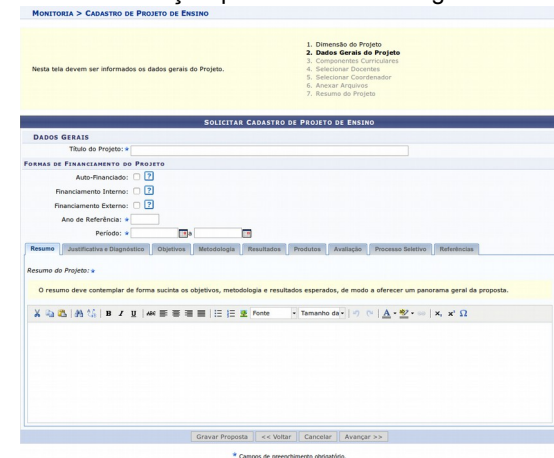 MONITORIA > CADASTRO DE PROJETO DE ENSINO
Nesta tela devem ser informados os dados gerais do Projeto.
1. Dimensão do Projeto
2. Dados Gerais do Projeto
3. Componentes Curriculares
4. Selecionar Docentes
5. Selecionar Coordenador
6. Anexar Arquivos
7. Resumo do Projeto
SOLICITAR CADASTRO DE PROJETO DE ENSINO
DADOS GERAIS
Título do Projeto: *
FORMAS DE FINANCIAMENTO DO PROJETO
Auto-Financiado: ?
Financiamento Interno: ?
Financiamento Externo: ?
Ano de Referência: *
Período: * a
Resumo Justificativa e Diagnóstico Objetivos Metodologia Resultados Produtos Avaliação Processo Seletivo Referências
Resumo do Projeto: *
O resumo deve contemplar de forma sucinta os objetivos, metodologia e resultados esperados, de modo a oferecer um panorama geral da proposta.
B I U ABC Fonte Tamanho da A ab x, x² Ω
Gravar Proposta << Voltar Cancelar Avançar >>
* Campos de preenchimento obrigatório.